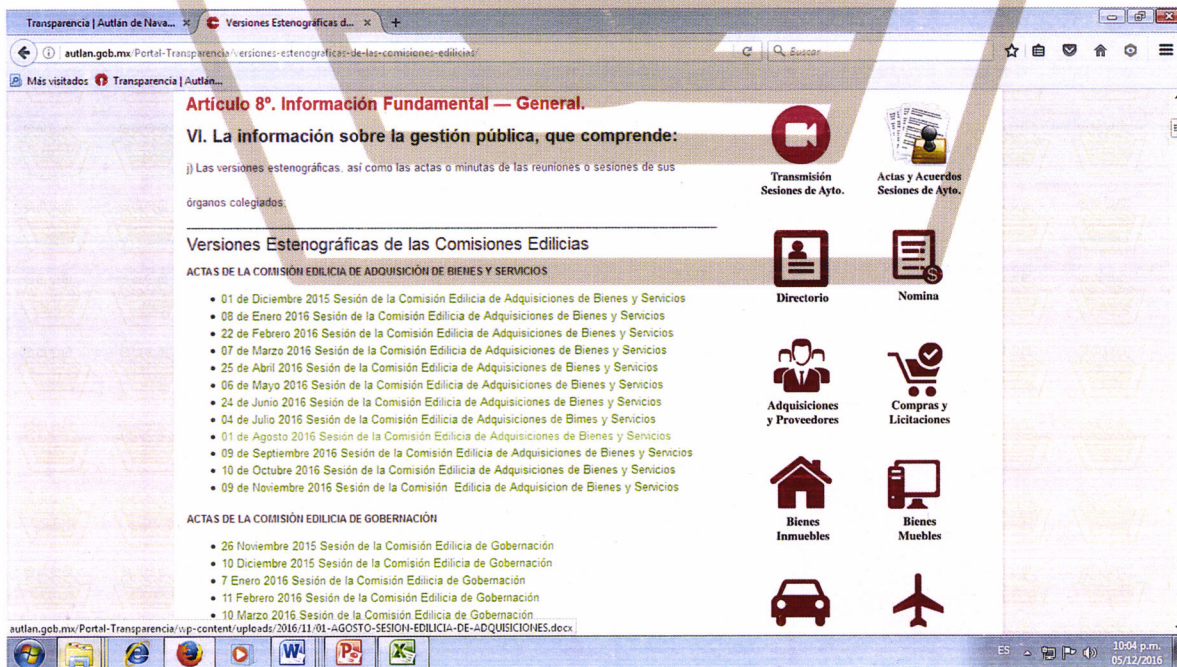 Transparencia | Autlán de Nava... ×
Versiones Estenográficas d... × +
autlan.gob.mx/Portal-Transparencia/versiones-estenograficas-de-las-comisiones-edilicias/
Buscar
Más visitados
Transparencia | Autlán...
Artículo 8º. Información Fundamental — General.
VI. La información sobre la gestión pública, que comprende:
j) Las versiones estenográficas, así como las actas o minutas de las reuniones o sesiones de sus
órganos colegiados;
Versiones Estenográficas de las Comisiones Edilicias
ACTAS DE LA COMISIÓN EDILICIA DE ADQUISICIÓN DE BIENES Y SERVICIOS
• 01 de Diciembre 2015 Sesión de la Comisión Edilicia de Adquisiciones de Bienes y Servicios
• 08 de Enero 2016 Sesión de la Comisión Edilicia de Adquisiciones de Bienes y Servicios
• 22 de Febrero 2016 Sesión de la Comisión Edilicia de Adquisiciones de Bienes y Servicios
• 07 de Marzo 2016 Sesión de la Comisión Edilicia de Adquisiciones de Bienes y Servicios
• 25 de Abril 2016 Sesión de la Comisión Edilicia de Adquisiciones de Bienes y Servicios
• 06 de Mayo 2016 Sesión de la Comisión Edilicia de Adquisiciones de Bienes y Servicios
• 24 de Junio 2016 Sesión de la Comisión Edilicia de Adquisiciones de Bienes y Servicios
• 04 de Julio 2016 Sesión de la Comisión Edilicia de Adquisiciones de Bimes y Servicios
• 01 de Agosto 2016 Sesión de la Comisión Edilicia de Adquisiciones de Bienes y Servicios
• 09 de Septiembre 2016 Sesión de la Comisión Edilicia de Adquisiciones de Bienes y Servicios
• 10 de Octubre 2016 Sesión de la Comisión Edilicia de Adquisiciones de Bienes y Servicios
• 09 de Noviembre 2016 Sesión de la Comisión Edilicia de Adquisicion de Bienes y Servicios
ACTAS DE LA COMISIÓN EDILICIA DE GOBERNACIÓN
• 26 Noviembre 2015 Sesión de la Comisión Edilicia de Gobernación
• 10 Diciembre 2015 Sesión de la Comisión Edilicia de Gobernación
• 7 Enero 2016 Sesión de la Comisión Edilicia de Gobernación
• 11 Febrero 2016 Sesión de la Comisión Edilicia de Gobernación
• 10 Marzo 2016 Sesión de la Comisión Edilicia de Gobernación
Transmisión
Sesiones de Ayto.
Actas y Acuerdos
Sesiones de Ayto.
Directorio
Nomina
Adquisiciones
y Proveedores
Compras y
Licitaciones
Bienes
Inmuebles
Bienes
Muebles
autlan.gob.mx/Portal-Transparencia/wp-content/uploads/2016/11/01-AGOSTO-SESION-EDILICIA-DE-ADQUISICIONES.docx
ES
10:04 p.m.
05/12/2016